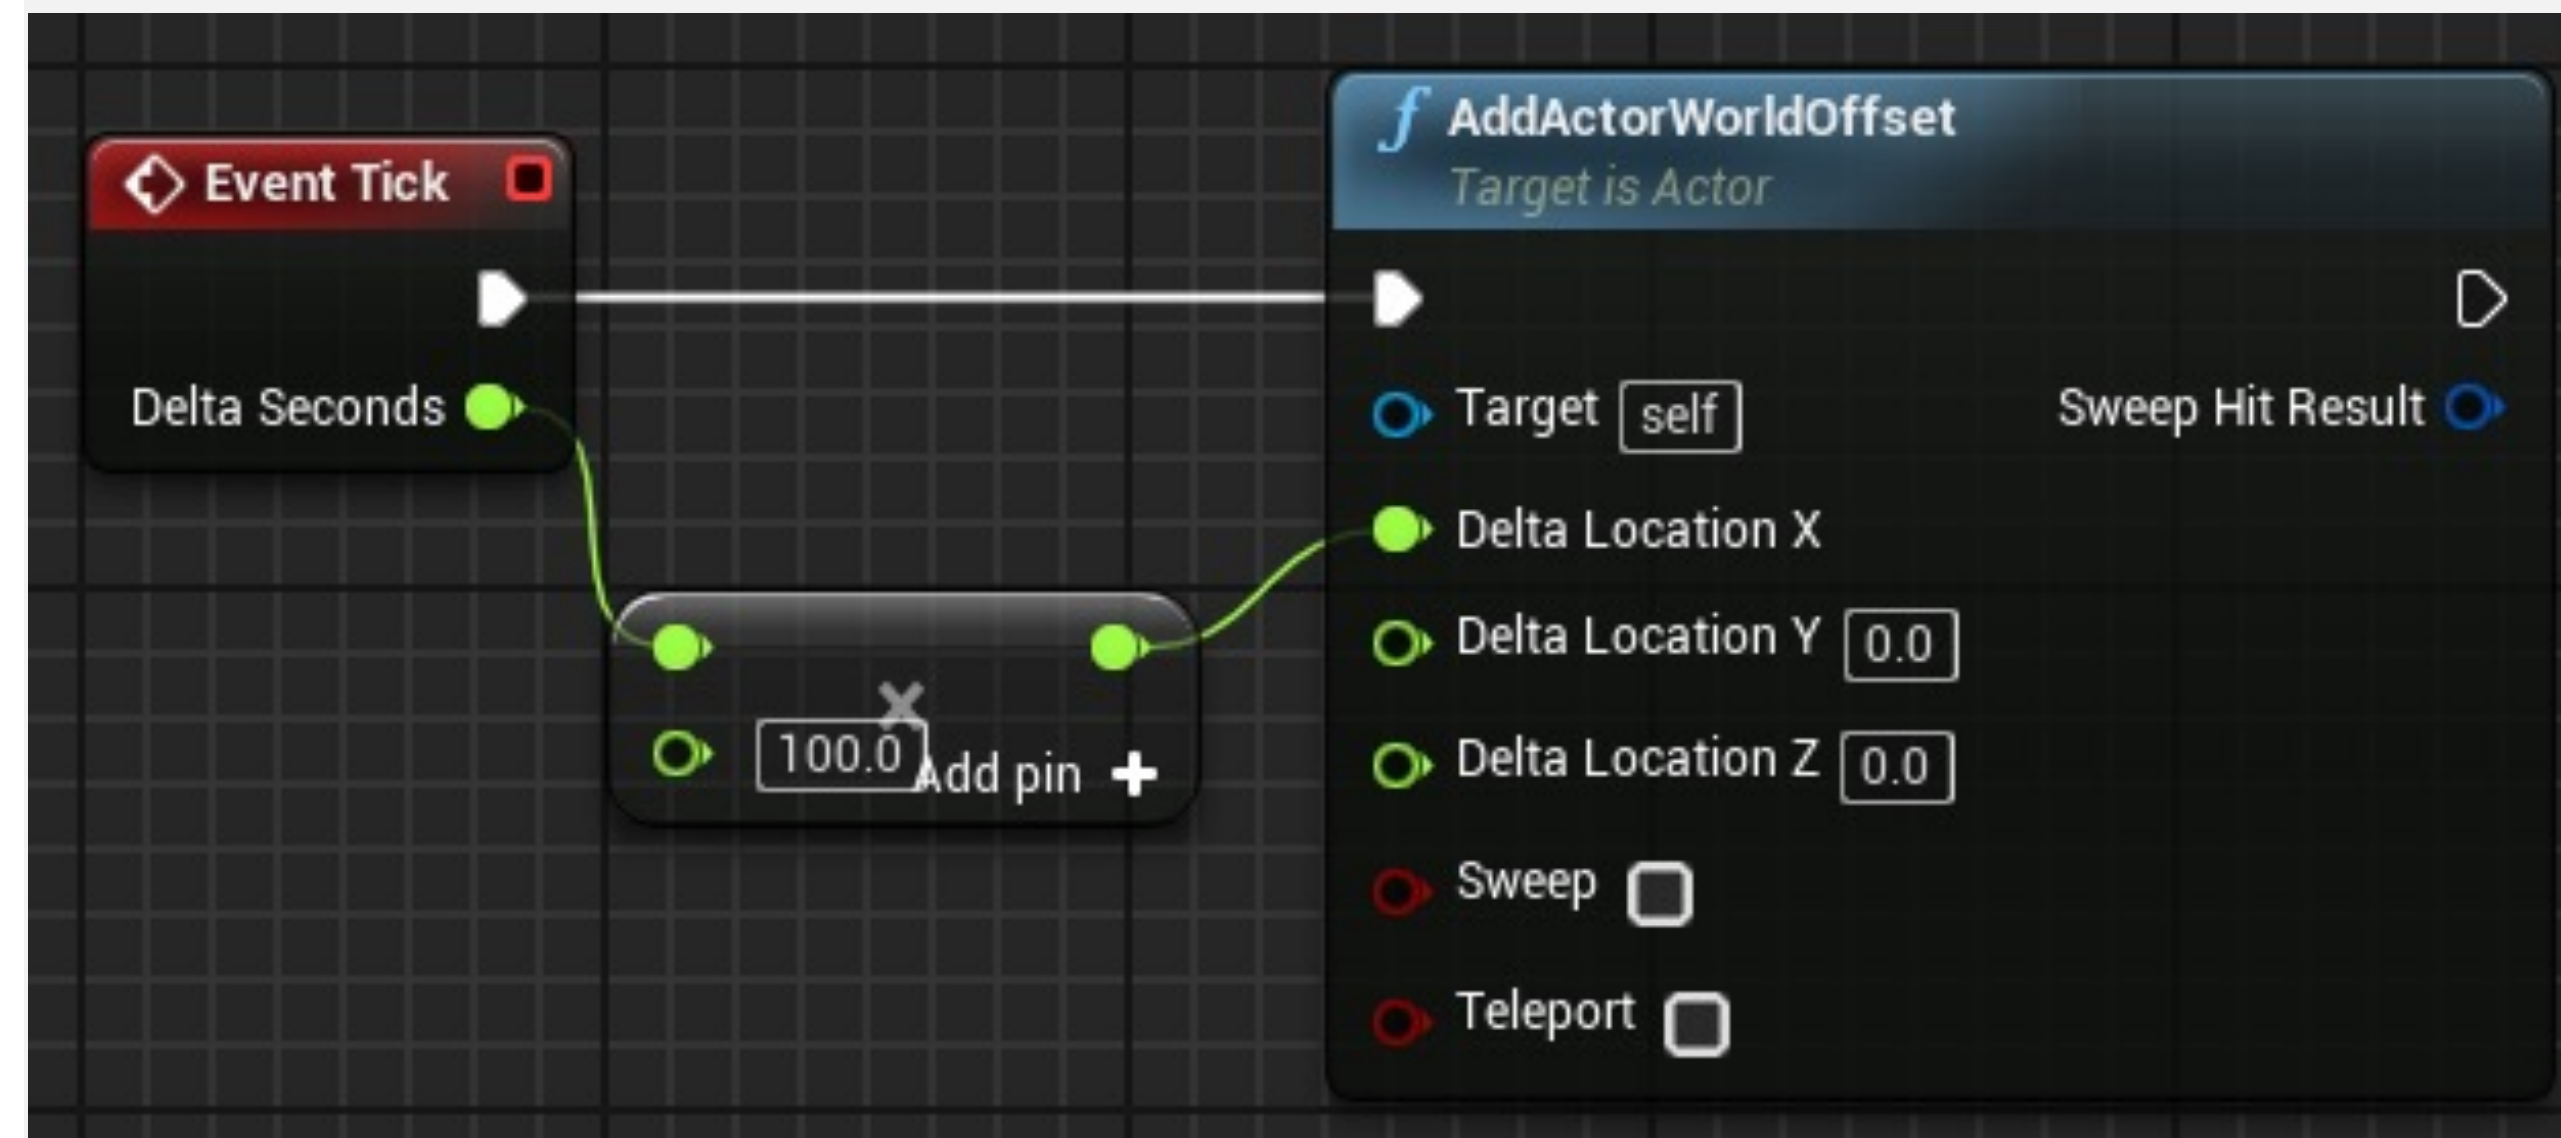 Event Tick
Delta Seconds
100.0
Add pin
AddActorWorldOffset
Target is Actor
Target self
Sweep Hit Result
Delta Location X
Delta Location Y 0.0
Delta Location Z 0.0
Sweep
Teleport